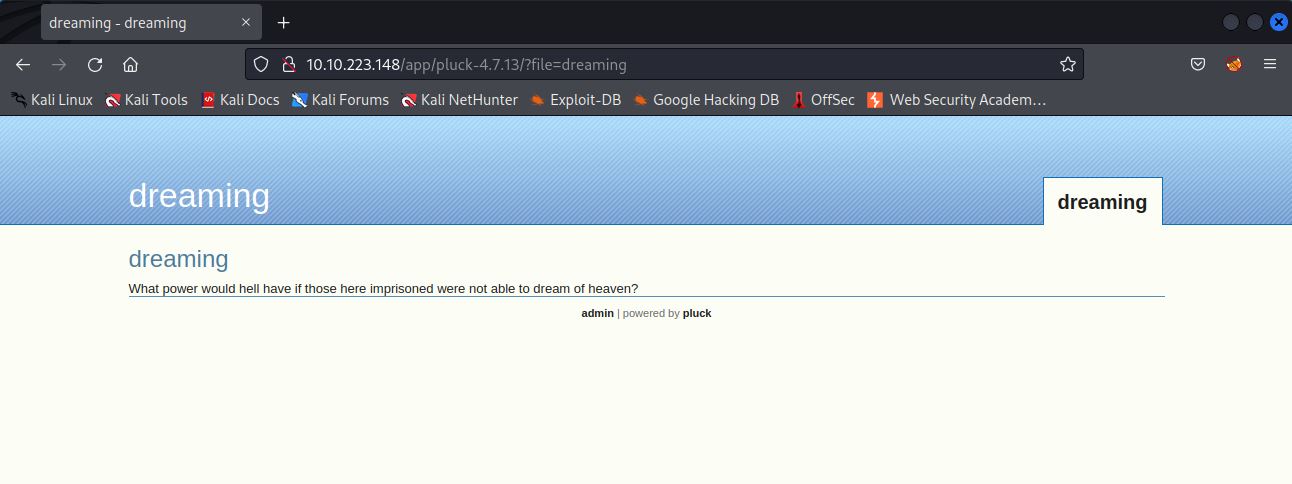 dreaming - dreaming
10.10.223.148/app/pluck-4.7.13/?file=dreaming
Kali Linux Kali Tools Kali Docs Kali Forums Kali NetHunter Exploit-DB Google Hacking DB OffSec Web Security Academ…
dreaming
dreaming
dreaming
What power would hell have if those here imprisoned were not able to dream of heaven?
admin | powered by pluck